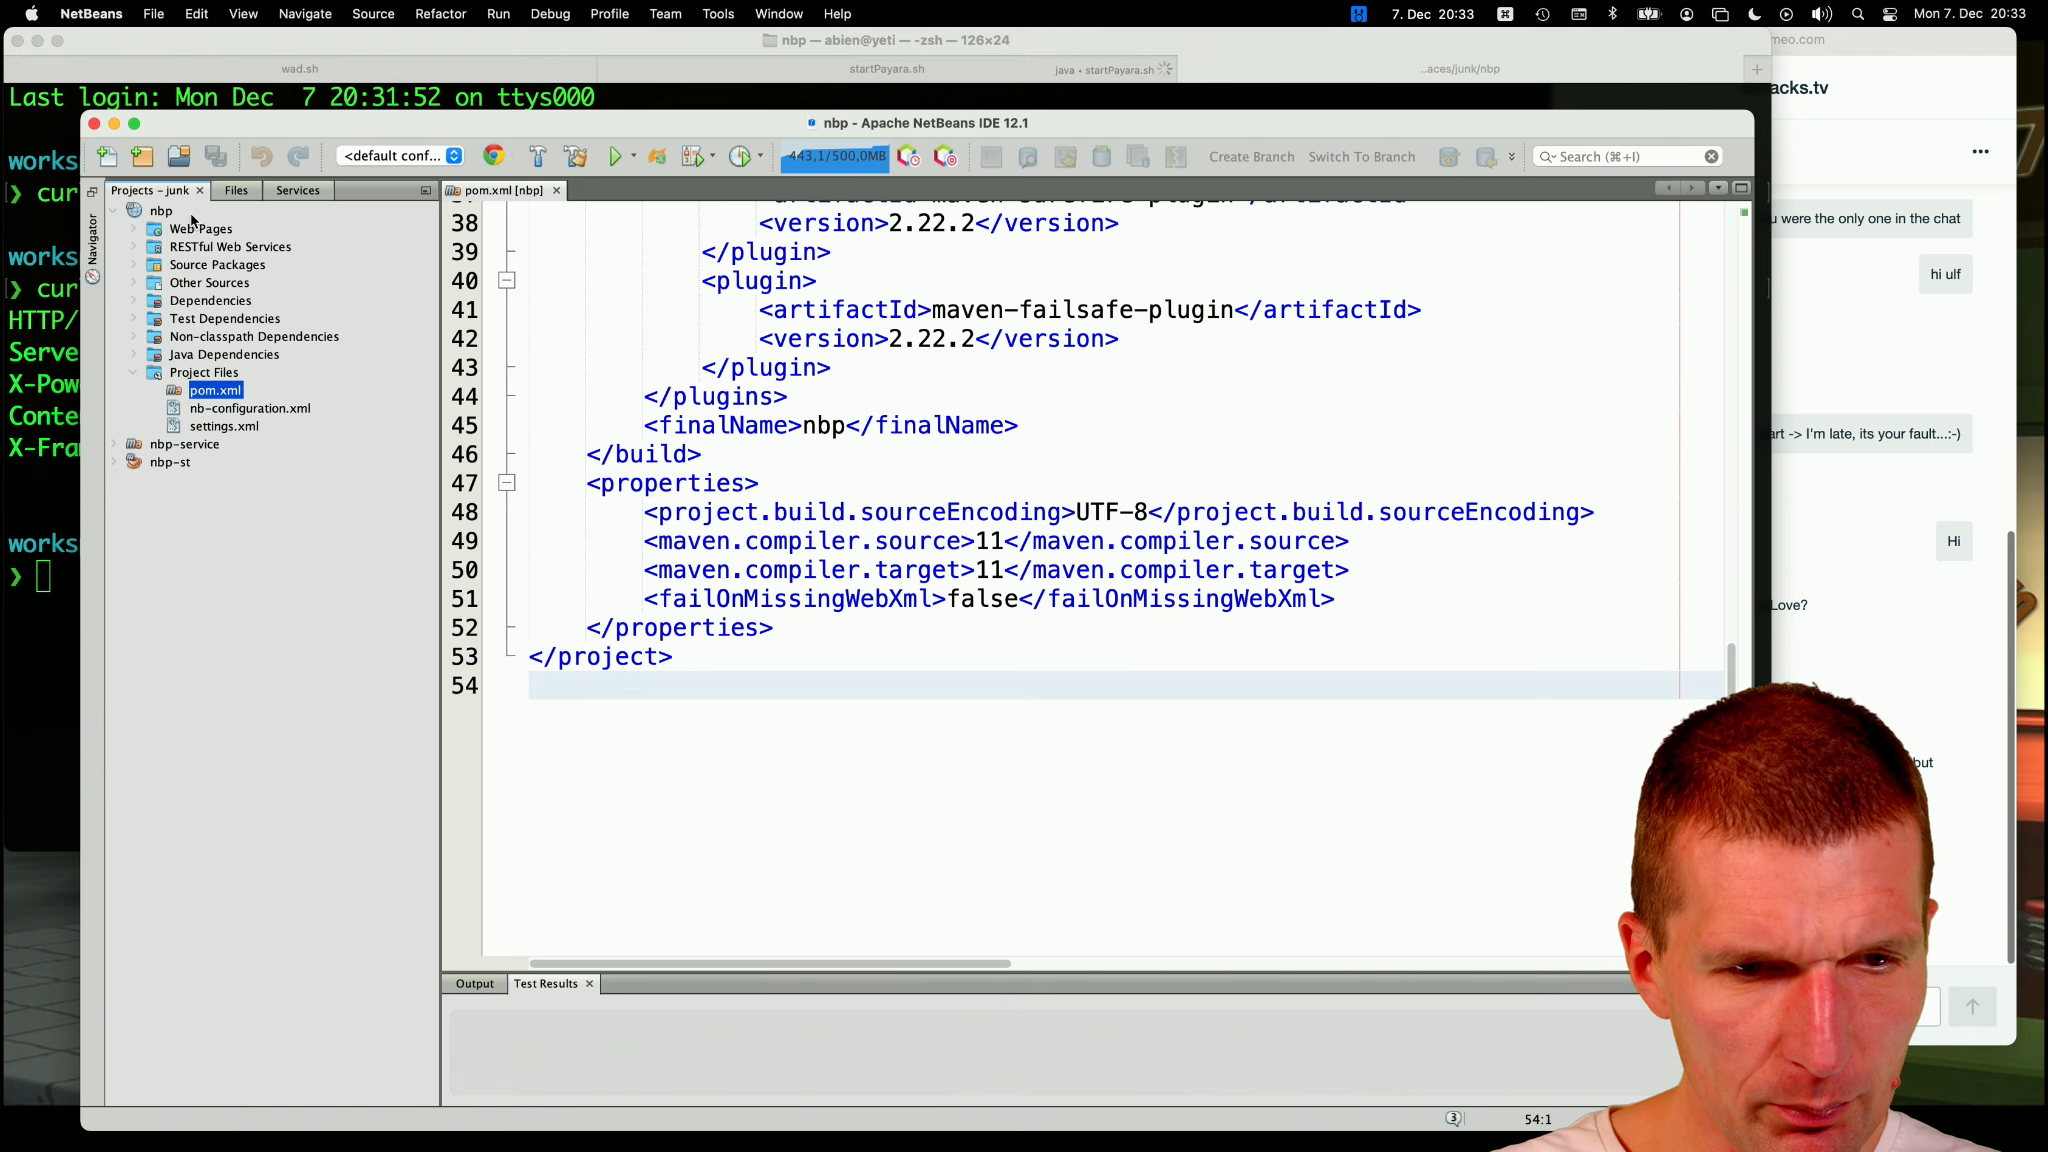 NetBeans File Edit View Navigate Source Refactor Run Debug Profile Team Tools Window Help
7. Dec 20:33
Mon 7. Dec 20:33
nbp — abien@yeti — -zsh — 126×24
meo.com
wad.sh
startPayara.sh
java • startPayara.sh
..aces/junk/nbp
acks.tv
Last login: Mon Dec 7 20:31:52 on ttys000
nbp - Apache NetBeans IDE 12.1
works
❯ cur
works
❯ cur
HTTP/
Serve
X-Pow
Conte
X-Fra
works
❯
<default conf...
443,1/500,0MB
Create Branch
Switch To Branch
Search (⌘+I)
Projects – junk
Files
Services
pom.xml [nbp]
Navigator
nbp
Web Pages
RESTful Web Services
Source Packages
Other Sources
Dependencies
Test Dependencies
Non-classpath Dependencies
Java Dependencies
Project Files
pom.xml
nb-configuration.xml
settings.xml
nbp-service
nbp-st
38 <version>2.22.2</version>
39 </plugin>
40 <plugin>
41 <artifactId>maven-failsafe-plugin</artifactId>
42 <version>2.22.2</version>
43 </plugin>
44 </plugins>
45 <finalName>nbp</finalName>
46 </build>
47 <properties>
48 <project.build.sourceEncoding>UTF-8</project.build.sourceEncoding>
49 <maven.compiler.source>11</maven.compiler.source>
50 <maven.compiler.target>11</maven.compiler.target>
51 <failOnMissingWebXml>false</failOnMissingWebXml>
52 </properties>
53 </project>
54
Output
Test Results
3
54:1
u were the only one in the chat
hi ulf
art -> I'm late, its your fault...:-)
Hi
Love?
but